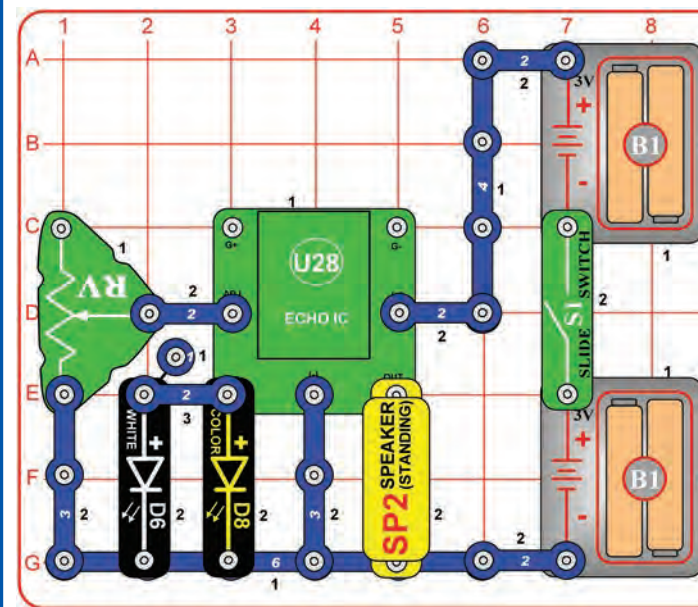 1 2 3 4 5 6 7 8
A
2
2
3V
+
B
4
1
B1
-
C
1
G+
G-
1
1
U28
RV
2
SWITCH
2
D
2
ECHO IC
2
2
S1
SLIDE
1
1
1
(-)
OUT
E
2
3
3V
WHITE
+
COLOR
+
SPEAKER
(STANDING)
+
B1
F
3
2
D6
2
D8
2
3
2
SP2
2
-
G
6
1
2
2